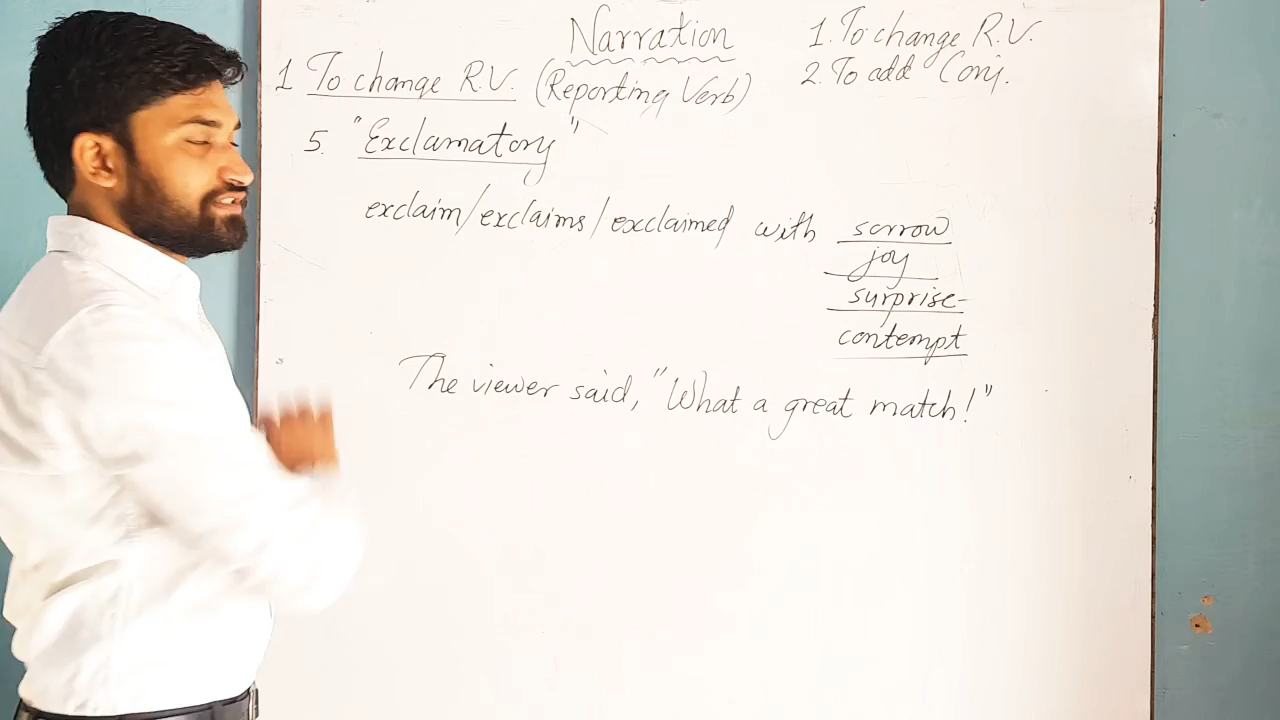 Narration
1. To change R.V.
2. To add Conj.
1 To change R.V. (Reporting Verb)
5. "Exclamatory"
exclaim/exclaims/exclaimed with sorrow
joy
surprise
contempt
The viewer said, "What a great match!"